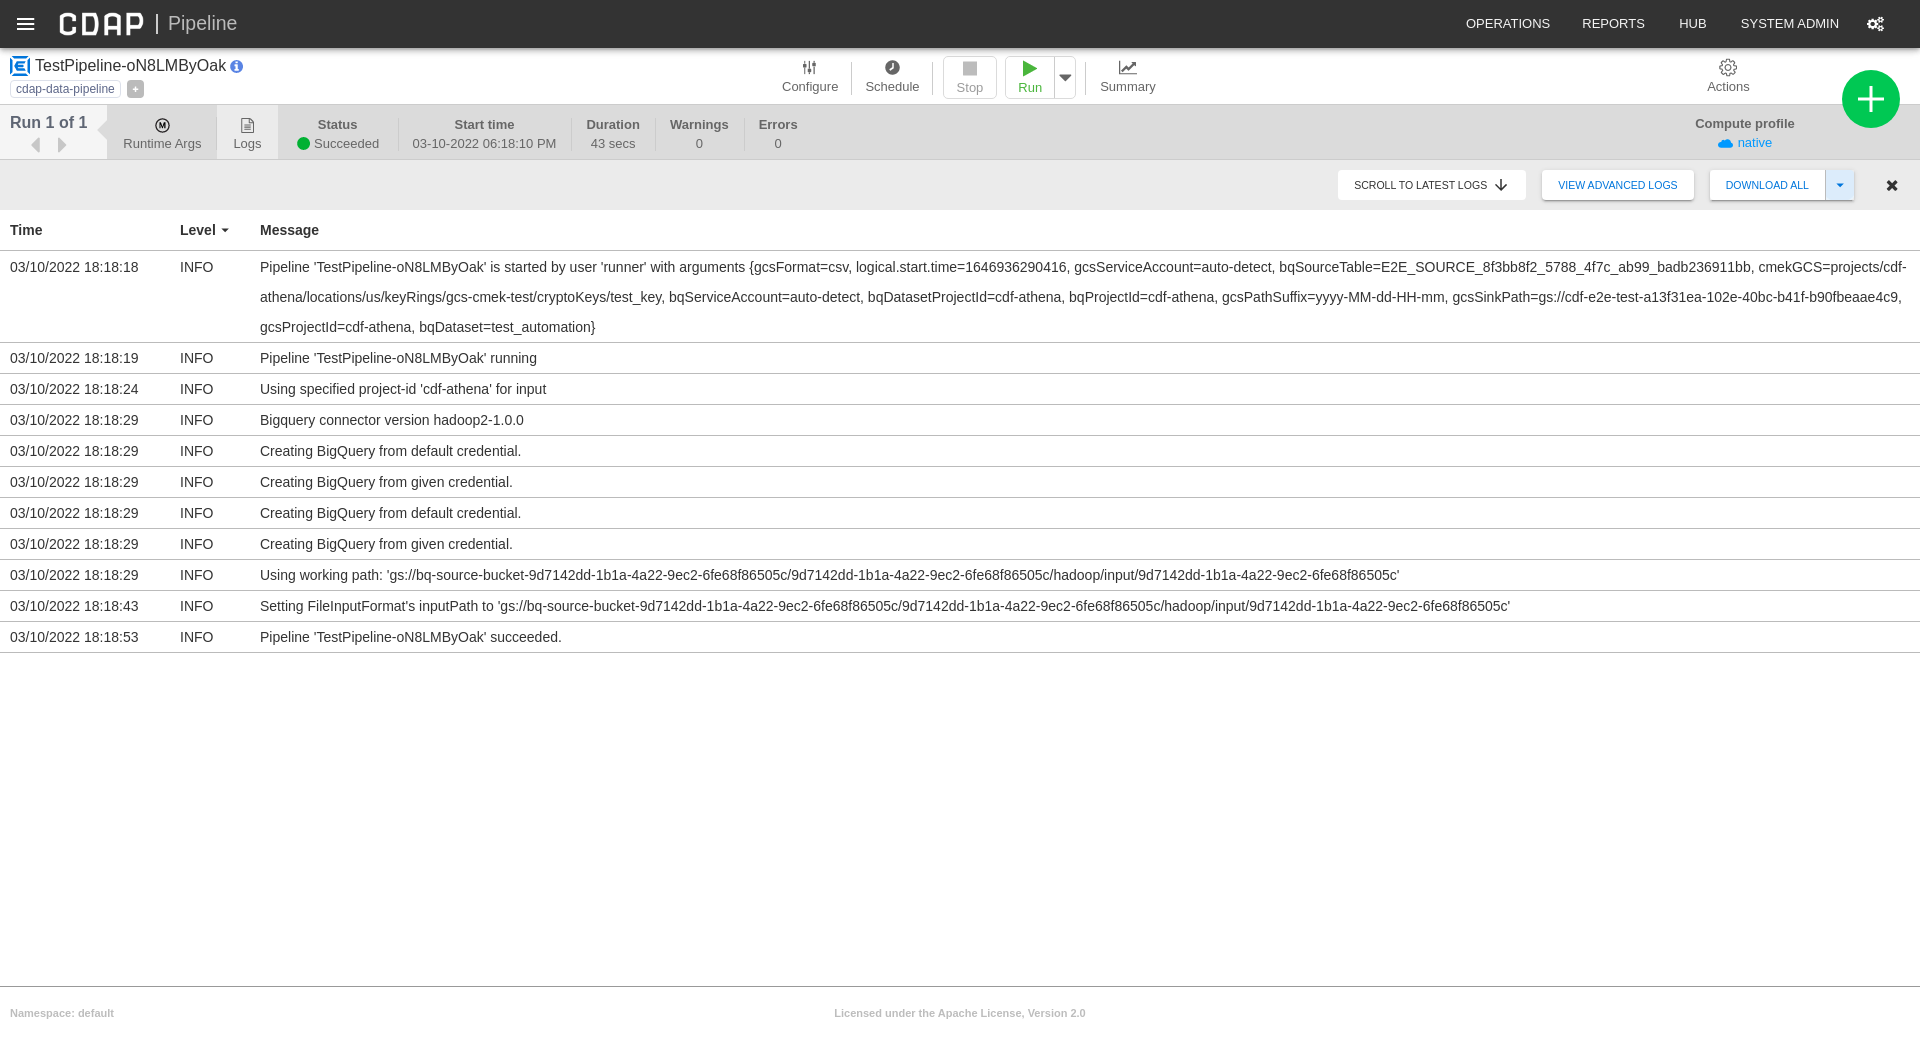 CDAP | Pipeline OPERATIONS REPORTS HUB SYSTEM ADMIN
TestPipeline-oN8LMByOak
cdap-data-pipeline +
Configure Schedule Stop Run Summary Actions
Run 1 of 1
Runtime Args Logs
Status Start time Duration Warnings Errors Compute profile
Succeeded 03-10-2022 06:18:10 PM 43 secs 0 0 native
SCROLL TO LATEST LOGS VIEW ADVANCED LOGS DOWNLOAD ALL
Time Level Message
03/10/2022 18:18:18 INFO Pipeline 'TestPipeline-oN8LMByOak' is started by user 'runner' with arguments {gcsFormat=csv, logical.start.time=1646936290416, gcsServiceAccount=auto-detect, bqSourceTable=E2E_SOURCE_8f3bb8f2_5788_4f7c_ab99_badb236911bb, cmekGCS=projects/cdf-
athena/locations/us/keyRings/gcs-cmek-test/cryptoKeys/test_key, bqServiceAccount=auto-detect, bqDatasetProjectId=cdf-athena, bqProjectId=cdf-athena, gcsPathSuffix=yyyy-MM-dd-HH-mm, gcsSinkPath=gs://cdf-e2e-test-a13f31ea-102e-40bc-b41f-b90fbeaae4c9,
gcsProjectId=cdf-athena, bqDataset=test_automation}
03/10/2022 18:18:19 INFO Pipeline 'TestPipeline-oN8LMByOak' running
03/10/2022 18:18:24 INFO Using specified project-id 'cdf-athena' for input
03/10/2022 18:18:29 INFO Bigquery connector version hadoop2-1.0.0
03/10/2022 18:18:29 INFO Creating BigQuery from default credential.
03/10/2022 18:18:29 INFO Creating BigQuery from given credential.
03/10/2022 18:18:29 INFO Creating BigQuery from default credential.
03/10/2022 18:18:29 INFO Creating BigQuery from given credential.
03/10/2022 18:18:29 INFO Using working path: 'gs://bq-source-bucket-9d7142dd-1b1a-4a22-9ec2-6fe68f86505c/9d7142dd-1b1a-4a22-9ec2-6fe68f86505c/hadoop/input/9d7142dd-1b1a-4a22-9ec2-6fe68f86505c'
03/10/2022 18:18:43 INFO Setting FileInputFormat's inputPath to 'gs://bq-source-bucket-9d7142dd-1b1a-4a22-9ec2-6fe68f86505c/9d7142dd-1b1a-4a22-9ec2-6fe68f86505c/hadoop/input/9d7142dd-1b1a-4a22-9ec2-6fe68f86505c'
03/10/2022 18:18:53 INFO Pipeline 'TestPipeline-oN8LMByOak' succeeded.
Namespace: default Licensed under the Apache License, Version 2.0